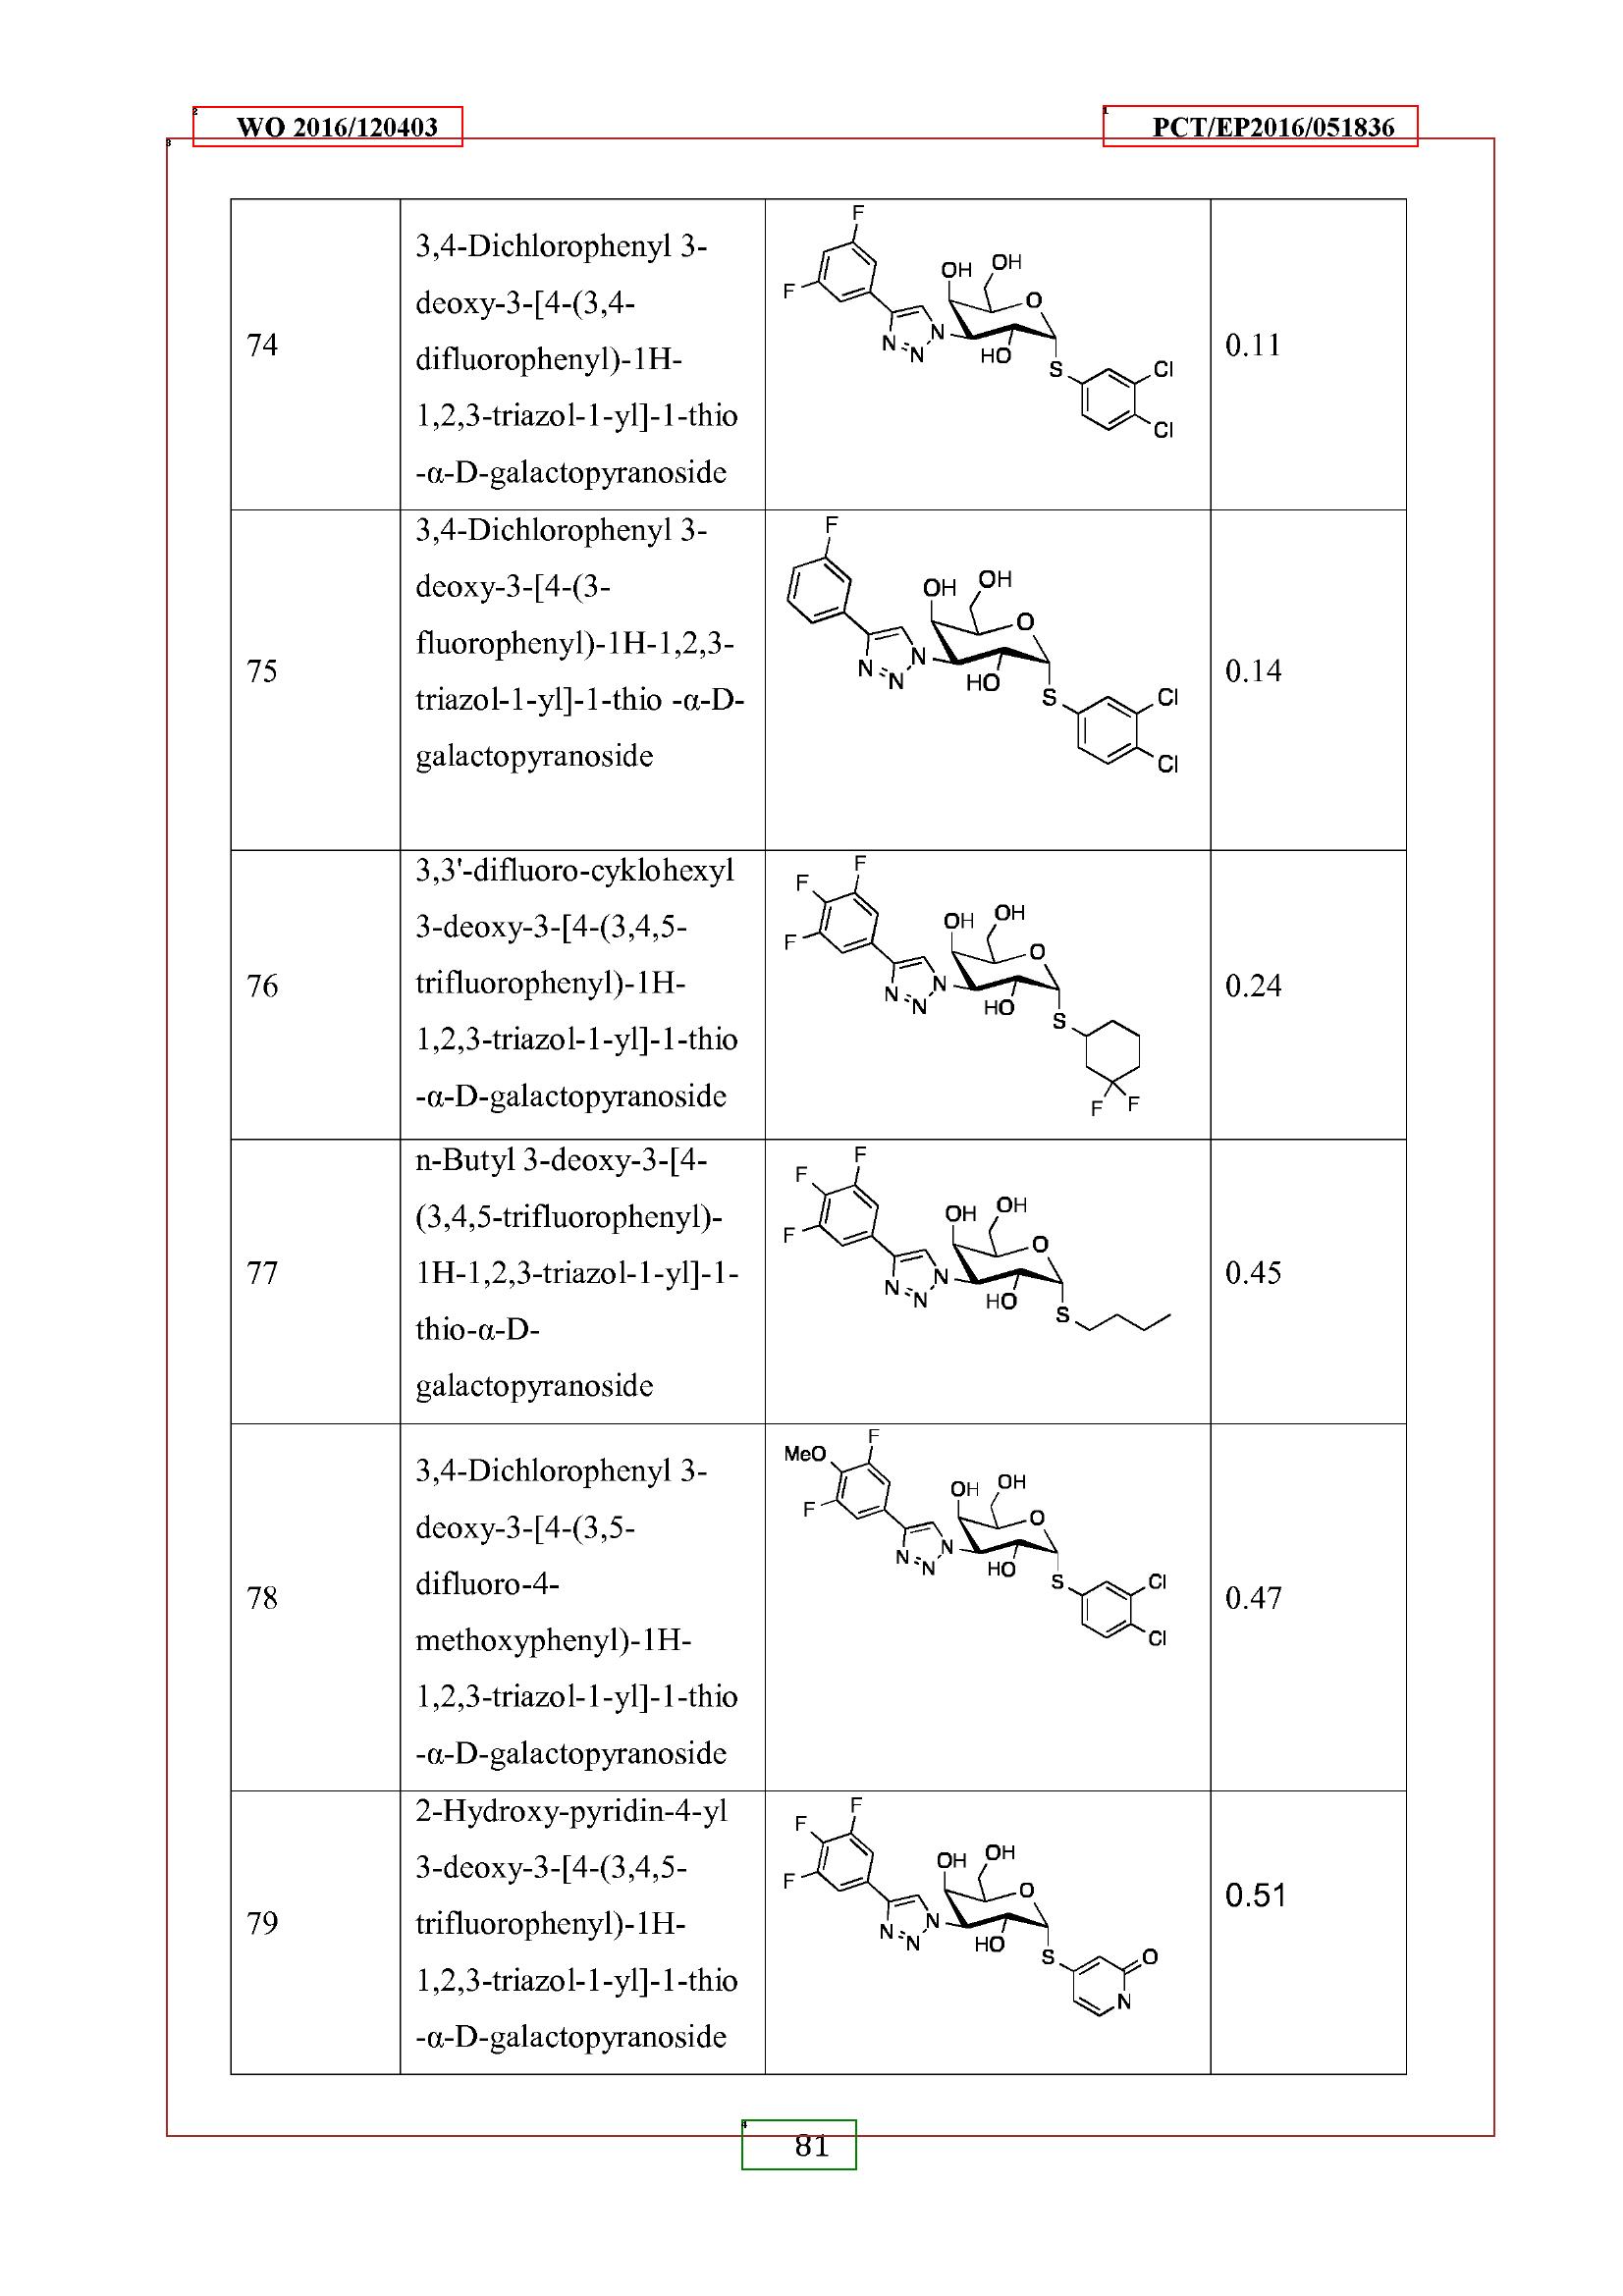 WO 2016/120403
PCT/EP2016/051836
74
3,4-Dichlorophenyl 3-
deoxy-3-[4-(3,4-
difluorophenyl)-1H-
1,2,3-triazol-1-yl]-1-thio
-α-D-galactopyranoside
F
F
OH
OH
O
N
N
N
HO
S
Cl
Cl
0.11
75
3,4-Dichlorophenyl 3-
deoxy-3-[4-(3-
fluorophenyl)-1H-1,2,3-
triazol-1-yl]-1-thio -α-D-
galactopyranoside
F
OH
OH
O
N
N
N
HO
S
Cl
Cl
0.14
76
3,3'-difluoro-cyklohexyl
3-deoxy-3-[4-(3,4,5-
trifluorophenyl)-1H-
1,2,3-triazol-1-yl]-1-thio
-α-D-galactopyranoside
F
F
F
OH
OH
O
N
N
N
HO
S
F
F
0.24
77
n-Butyl 3-deoxy-3-[4-
(3,4,5-trifluorophenyl)-
1H-1,2,3-triazol-1-yl]-1-
thio-α-D-
galactopyranoside
F
F
F
OH
OH
O
N
N
N
HO
S
0.45
78
3,4-Dichlorophenyl 3-
deoxy-3-[4-(3,5-
difluoro-4-
methoxyphenyl)-1H-
1,2,3-triazol-1-yl]-1-thio
-α-D-galactopyranoside
F
MeO
F
OH
OH
O
N
N
N
HO
S
Cl
Cl
0.47
79
2-Hydroxy-pyridin-4-yl
3-deoxy-3-[4-(3,4,5-
trifluorophenyl)-1H-
1,2,3-triazol-1-yl]-1-thio
-α-D-galactopyranoside
F
F
F
OH
OH
O
N
N
N
HO
S
O
N
0.51
81